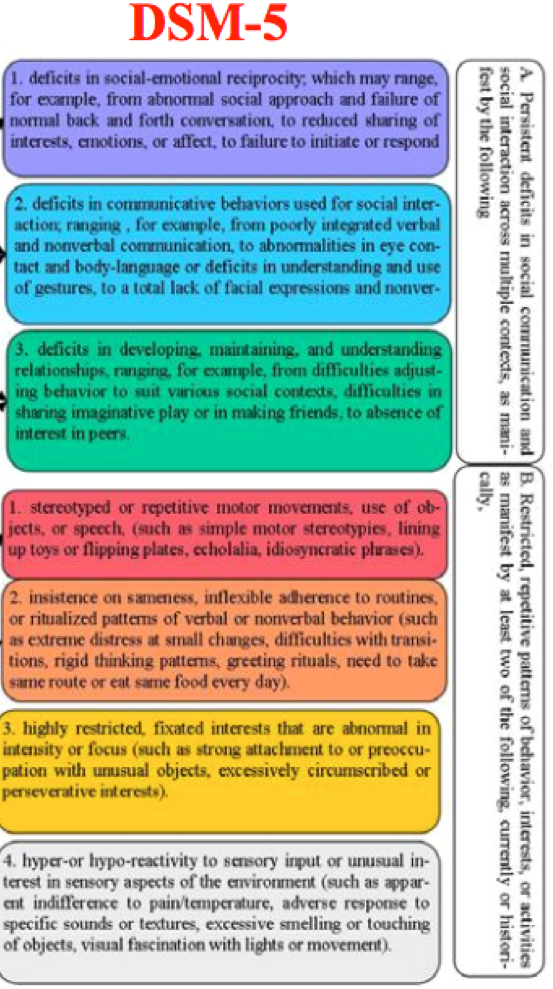 DSM-5
1. deficits in social-emotional reciprocity; which may range,
for example, from abnormal social approach and failure of
normal back and forth conversation, to reduced sharing of
interests, emotions, or affect, to failure to initiate or respond
2. deficits in communicative behaviors used for social inter-
action; ranging , for example, from poorly integrated verbal
and nonverbal communication, to abnormalities in eye con-
tact and body-language or deficits in understanding and use
of gestures, to a total lack of facial expressions and nonver-
3. deficits in developing, maintaining, and understanding
relationships, ranging, for example, from difficulties adjust-
ing behavior to suit various social contexts, difficulties in
sharing imaginative play or in making friends, to absence of
interest in peers.
A. Persistent deficits in social communication and
social interaction across multiple contexts, as mani-
fest by the following
1. stereotyped or repetitive motor movements, use of ob-
jects, or speech, (such as simple motor stereotypies, lining
up toys or flipping plates, echolalia, idiosyncratic phrases).
2. insistence on sameness, inflexible adherence to routines,
or ritualized patterns of verbal or nonverbal behavior (such
as extreme distress at small changes, difficulties with transi-
tions, rigid thinking patterns, greeting rituals, need to take
same route or eat same food every day).
3. highly restricted, fixated interests that are abnormal in
intensity or focus (such as strong attachment to or preoccu-
pation with unusual objects, excessively circumscribed or
perseverative interests).
4. hyper-or hypo-reactivity to sensory input or unusual in-
terest in sensory aspects of the environment (such as appar-
ent indifference to pain/temperature, adverse response to
specific sounds or textures, excessive smelling or touching
of objects, visual fascination with lights or movement).
B. Restricted, repetitive patterns of behavior, interests, or activities
as manifest by at least two of the following, currently or histori-
cally,